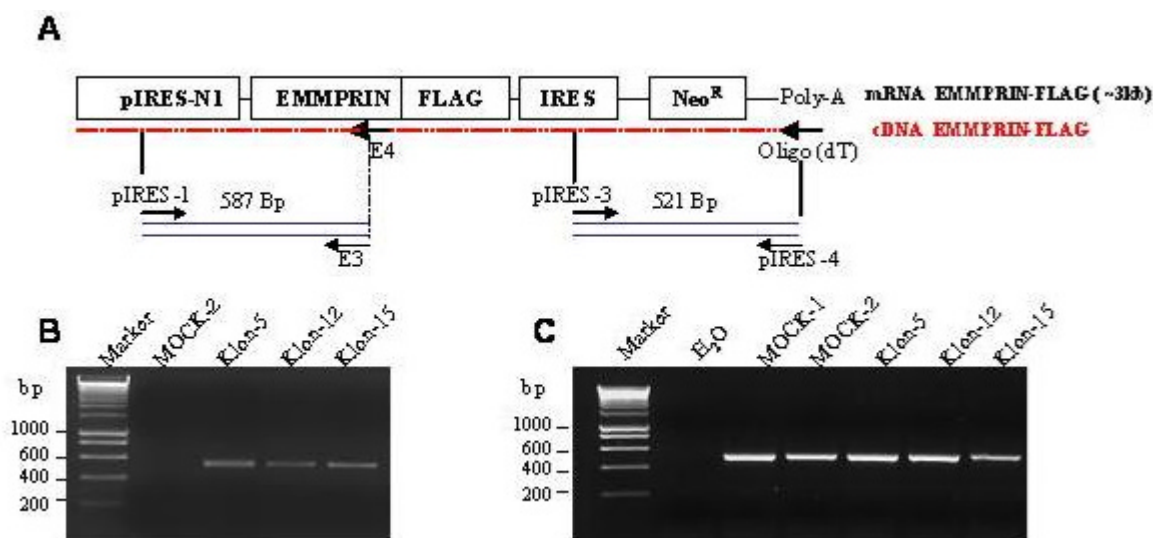 A
pIRES-N1 EMMPRIN FLAG IRES Neo^R Poly-A mRNA EMMPRIN-FLAG (~3kb)
cDNA EMMPRIN-FLAG
E4 Oligo (dT)
pIRES-1 587 Bp pIRES-3 521 Bp
E3 pIRES-4
B
Marker MOCK-2 Klon-5 Klon-12 Klon-15
bp
1000
600
400
200
C
Marker H₂O MOCK-1 MOCK-2 Klon-5 Klon-12 Klon-15
bp
1000
600
400
200